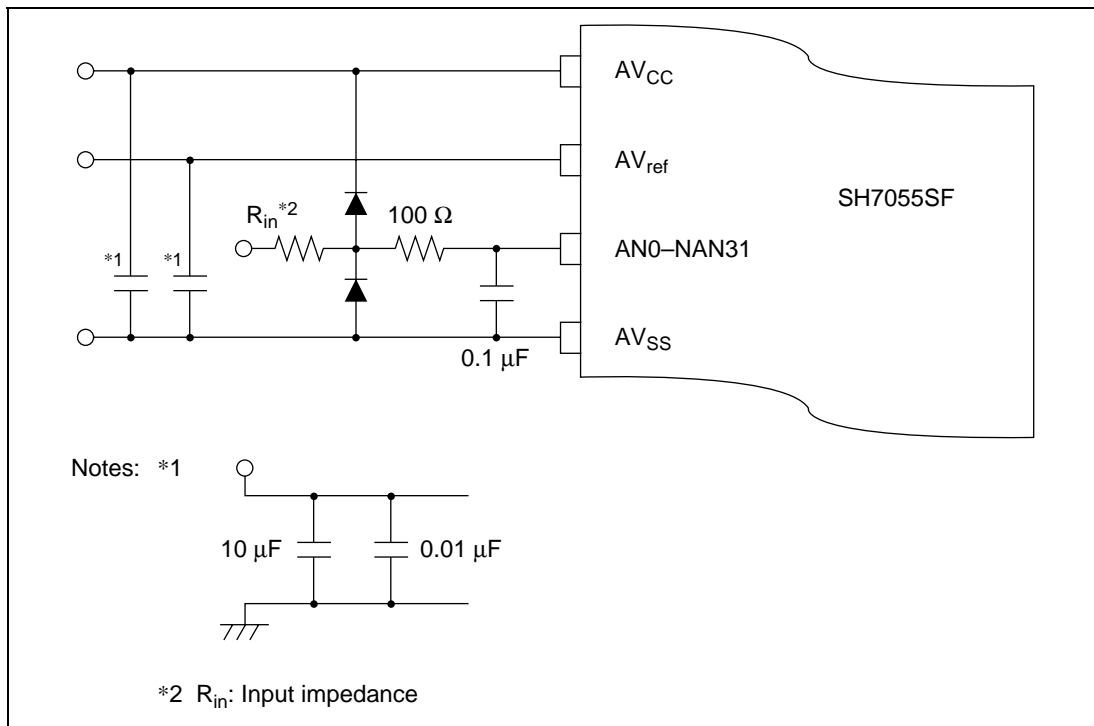 AVCC
AVref
SH7055SF
Rin*2
100 Ω
AN0–NAN31
*1
*1
AVSS
0.1 µF
Notes: *1
10 µF
0.01 µF
*2 Rin: Input impedance